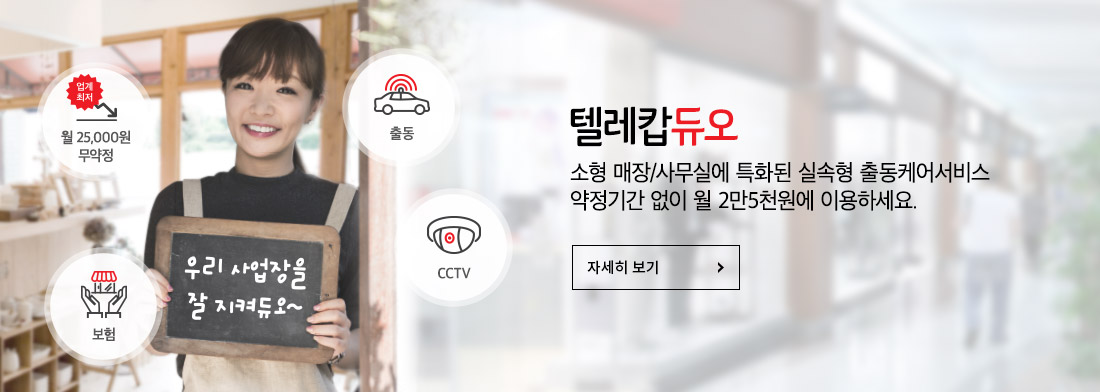 업계
최저
월 25,000원
무약정
출동
CCTV
보험
우리 사업장을
잘 지켜듀오~
텔레캅듀오
소형 매장/사무실에 특화된 실속형 출동케어서비스
약정기간 없이 월 2만5천원에 이용하세요.
자세히 보기 >